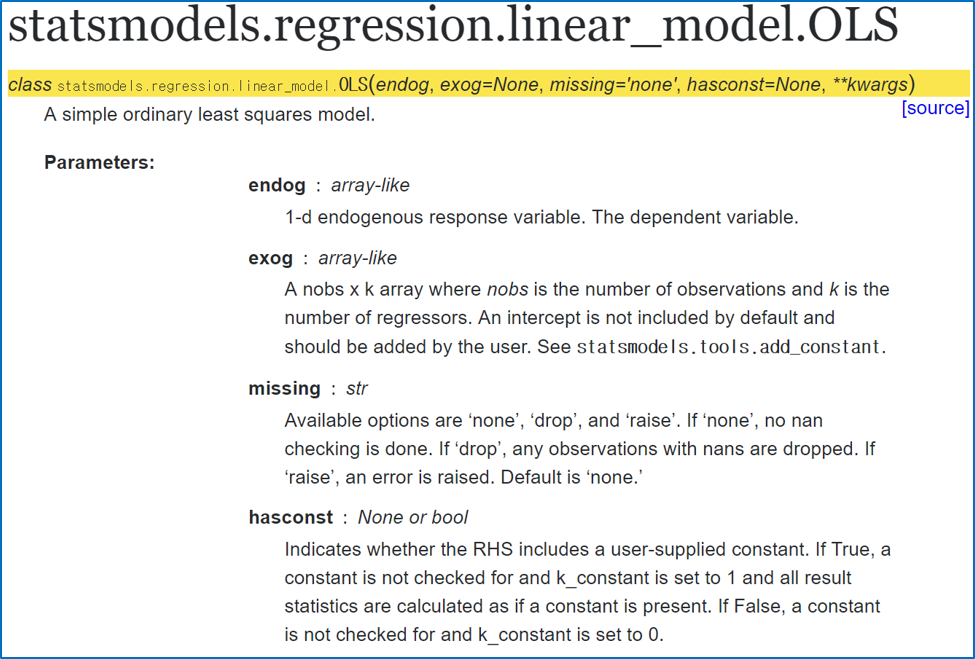 statsmodels.regression.linear_model.OLS
class statsmodels.regression.linear_model.OLS(endog, exog=None, missing='none', hasconst=None, **kwargs)
[source]
A simple ordinary least squares model.
Parameters:
endog : array-like
1-d endogenous response variable. The dependent variable.
exog : array-like
A nobs x k array where nobs is the number of observations and k is the
number of regressors. An intercept is not included by default and
should be added by the user. See statsmodels.tools.add_constant.
missing : str
Available options are ‘none’, ‘drop’, and ‘raise’. If ‘none’, no nan
checking is done. If ‘drop’, any observations with nans are dropped. If
‘raise’, an error is raised. Default is ‘none.’
hasconst : None or bool
Indicates whether the RHS includes a user-supplied constant. If True, a
constant is not checked for and k_constant is set to 1 and all result
statistics are calculated as if a constant is present. If False, a constant
is not checked for and k_constant is set to 0.